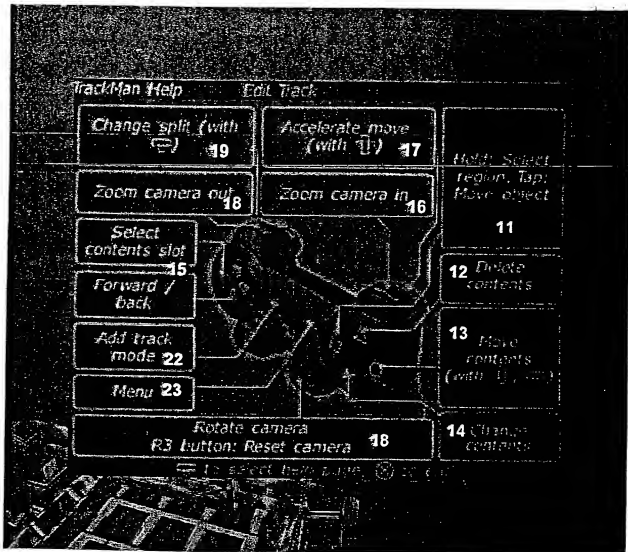 TrackMan Help
Edit Track
Change split (with
) 19
Accelerate move
(with ) 17
Hold: Select
region, Tap:
Move object
11
Zoom camera out 18
Zoom camera in 16
Select
contents slot
15
Forward /
back
12 Delete
contents
Add track
mode 22
13 Move
contents
(with
Menu 23
Rotate camera
R3 button: Reset camera 18
14 Change
contents
to select help page,